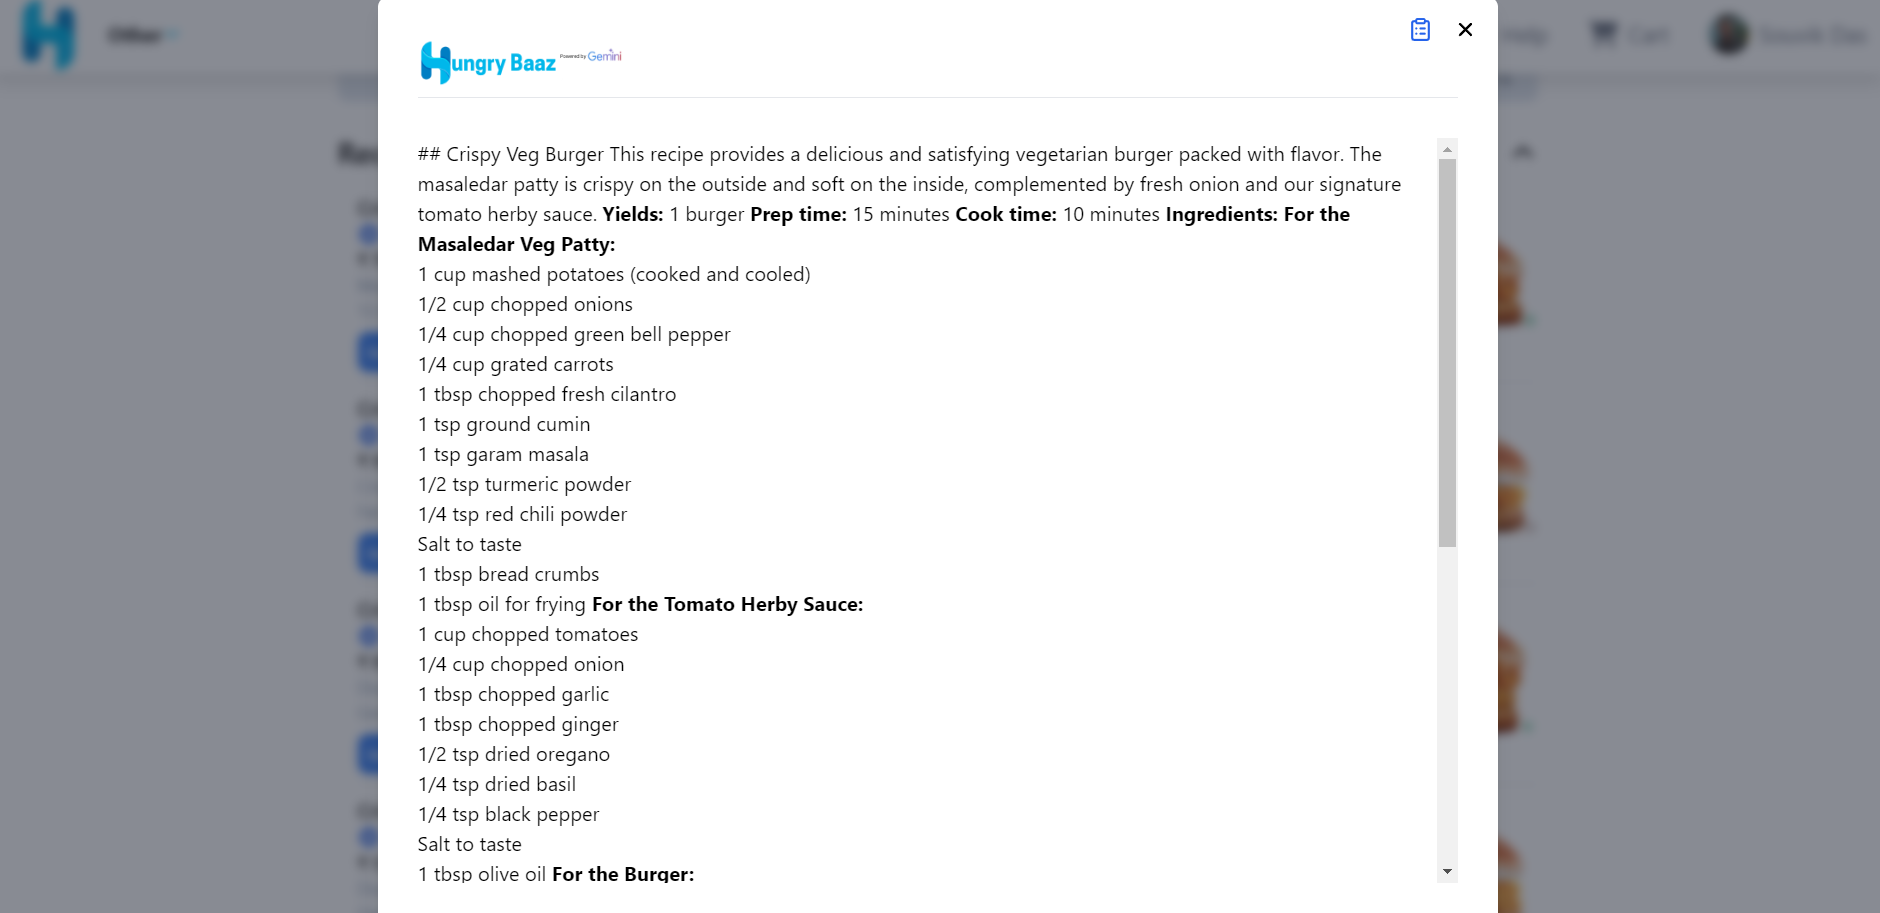 Other
Help
Cart
Hungry Baaz Powered by Gemini
## Crispy Veg Burger This recipe provides a delicious and satisfying vegetarian burger packed with flavor. The
masaledar patty is crispy on the outside and soft on the inside, complemented by fresh onion and our signature
tomato herby sauce. Yields: 1 burger Prep time: 15 minutes Cook time: 10 minutes Ingredients: For the
Masaledar Veg Patty:
1 cup mashed potatoes (cooked and cooled)
1/2 cup chopped onions
1/4 cup chopped green bell pepper
1/4 cup grated carrots
1 tbsp chopped fresh cilantro
1 tsp ground cumin
1 tsp garam masala
1/2 tsp turmeric powder
1/4 tsp red chili powder
Salt to taste
1 tbsp bread crumbs
1 tbsp oil for frying For the Tomato Herby Sauce:
1 cup chopped tomatoes
1/4 cup chopped onion
1 tbsp chopped garlic
1 tbsp chopped ginger
1/2 tsp dried oregano
1/4 tsp dried basil
1/4 tsp black pepper
Salt to taste
1 tbsp olive oil For the Burger: